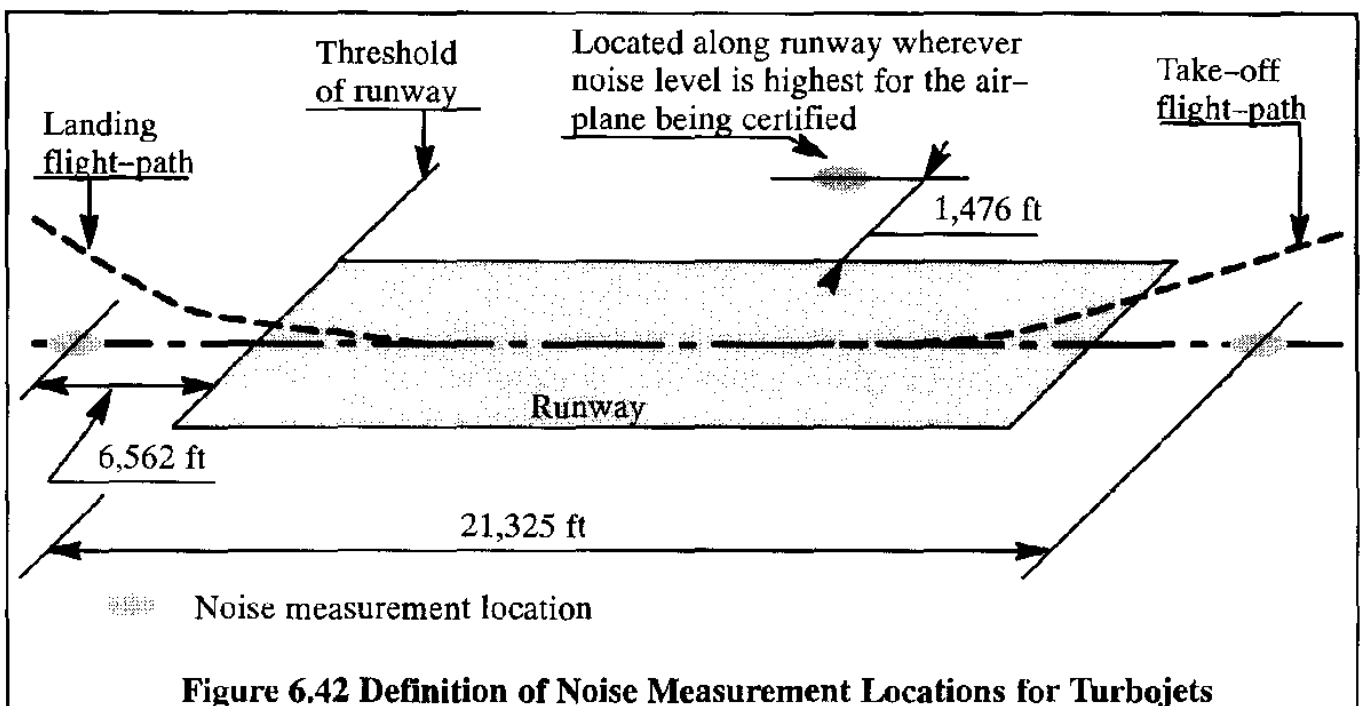 Threshold
of runway
Located along runway wherever
noise level is highest for the air-
plane being certified
Take-off
flight-path
Landing
flight-path
1,476 ft
Runway
6,562 ft
21,325 ft
Noise measurement location
Figure 6.42 Definition of Noise Measurement Locations for Turbojets